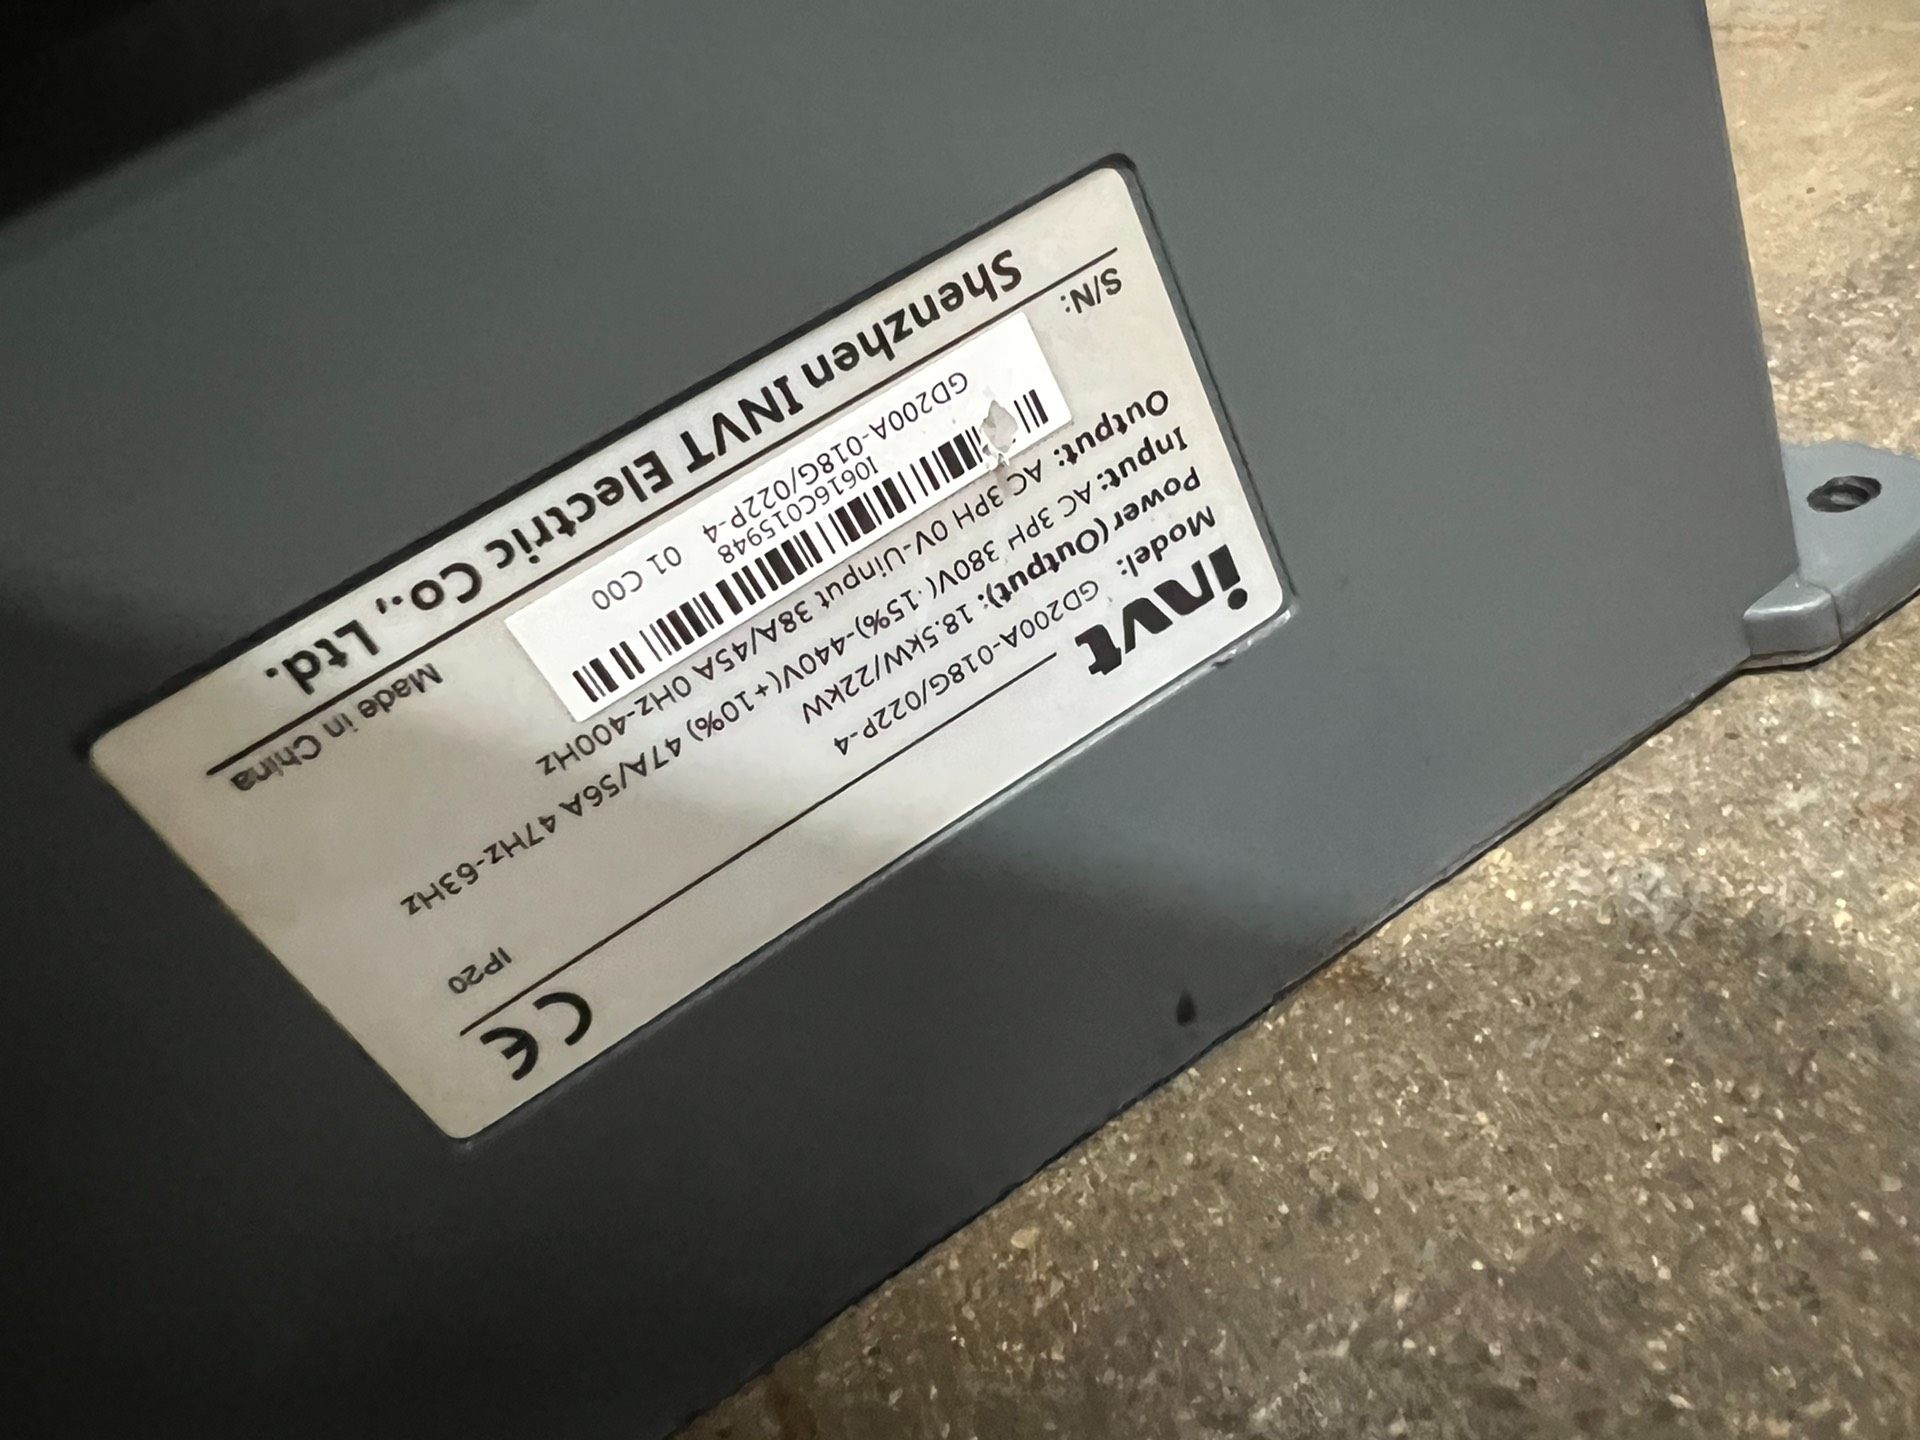 invt
CE
Model: GD200A-018G/022P-4
IP20
Power(Output): 18.5kW/22kW
Input: AC 3PH 380V(-15%)-440V(+10%) 47A/56A 47Hz-63Hz
Output: AC 3PH 0V-Uinput 38A/45A 0Hz-400Hz
I0616C015948
GD200A-018G/022P-4
01 C00
S/N:
Made in China
Shenzhen INVT Electric Co., Ltd.